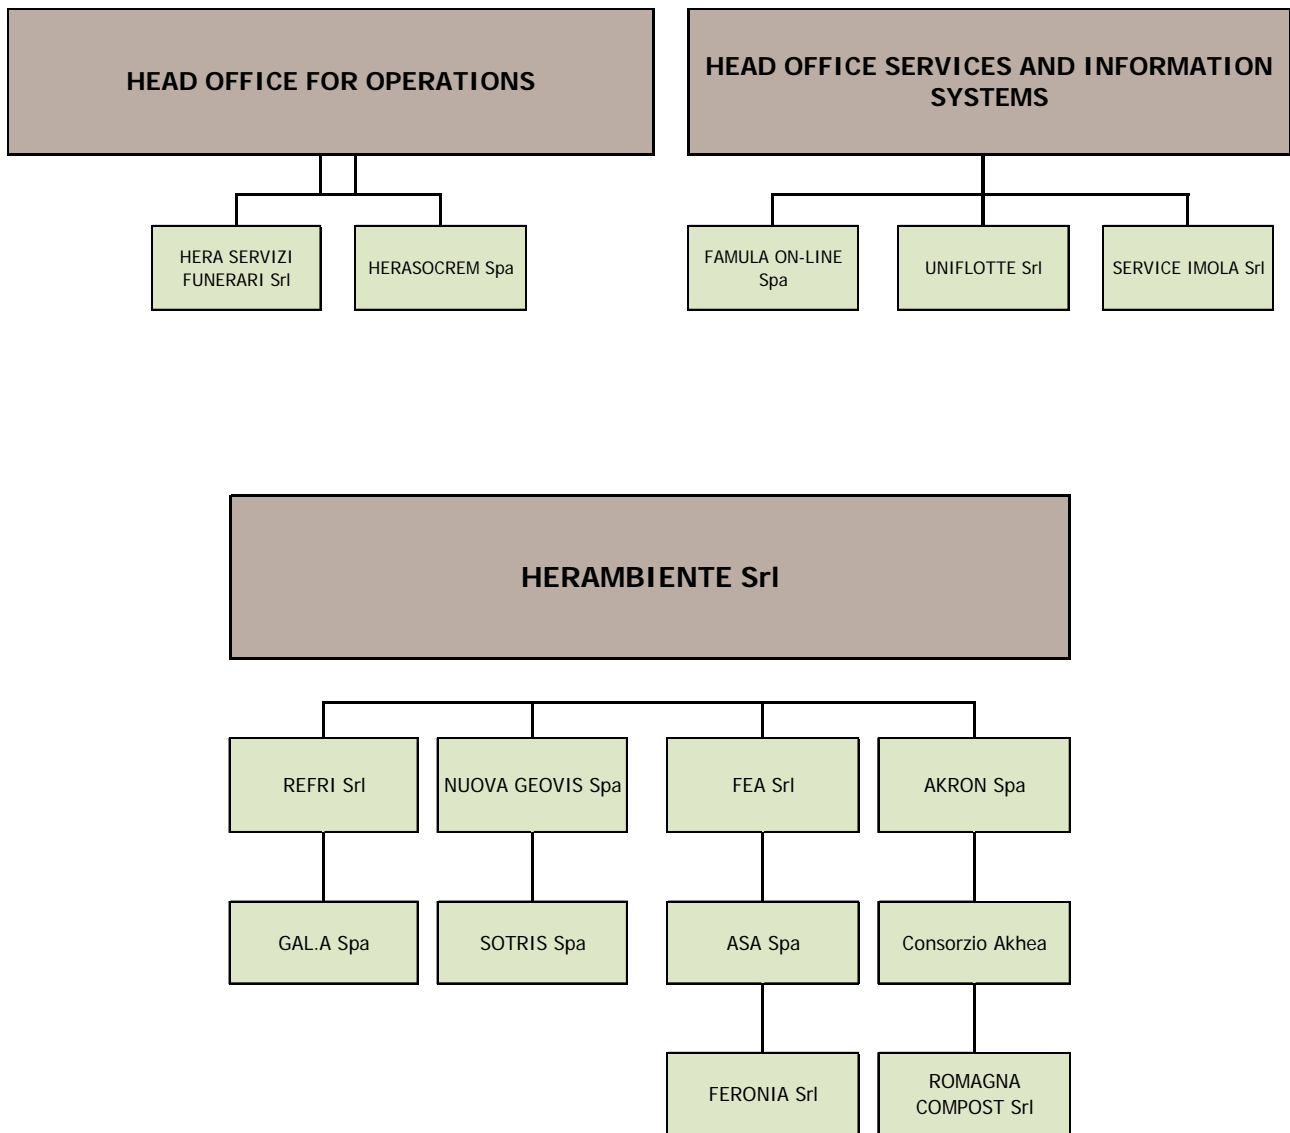 HEAD OFFICE FOR OPERATIONS
HEAD OFFICE SERVICES AND INFORMATION
SYSTEMS
HERA SERVIZI
FUNERARI Srl
HERASOCREM Spa
FAMULA ON-LINE
Spa
UNIFLOTTE Srl
SERVICE IMOLA Srl
HERAMBIENTE Srl
REFRI Srl
NUOVA GEOVIS Spa
FEA Srl
AKRON Spa
GAL.A Spa
SOTRIS Spa
ASA Spa
Consorzio Akhea
FERONIA Srl
ROMAGNA
COMPOST Srl